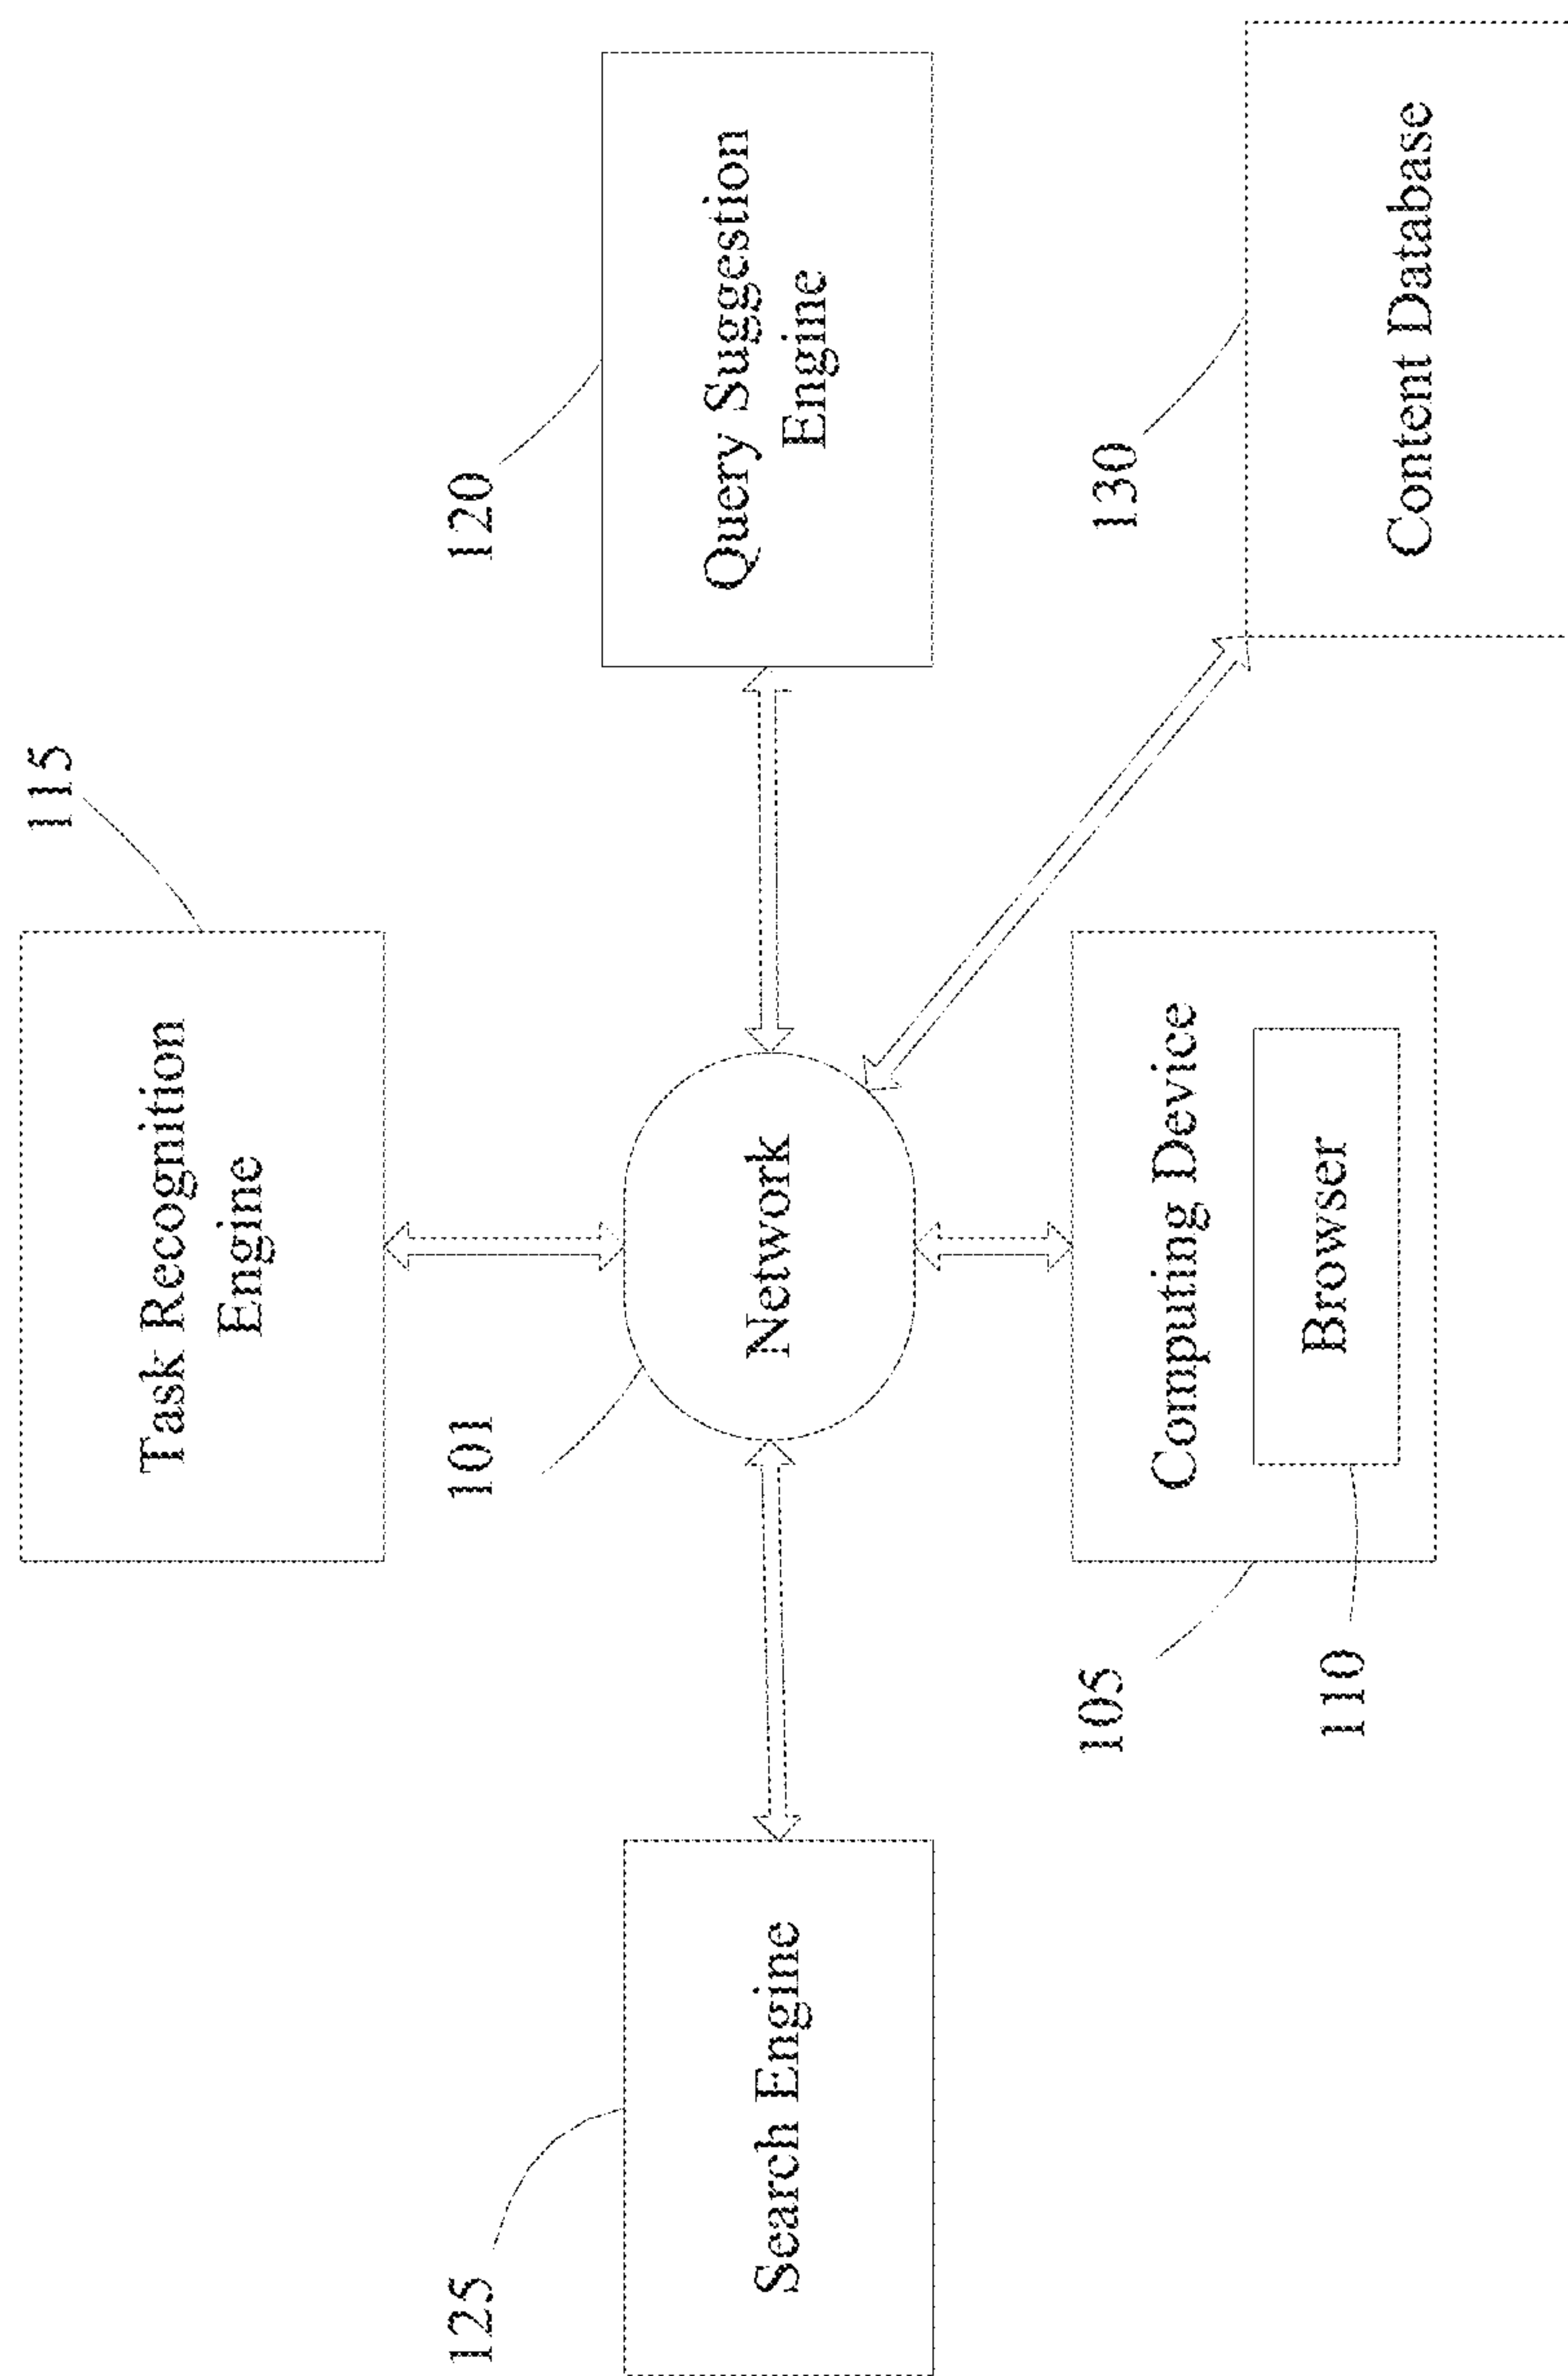 115
Task Recognition
Engine
120
Query Suggestion
Engine
101
Network
125
Search Engine
130
Content Database
105
Computing Device
110
Browser